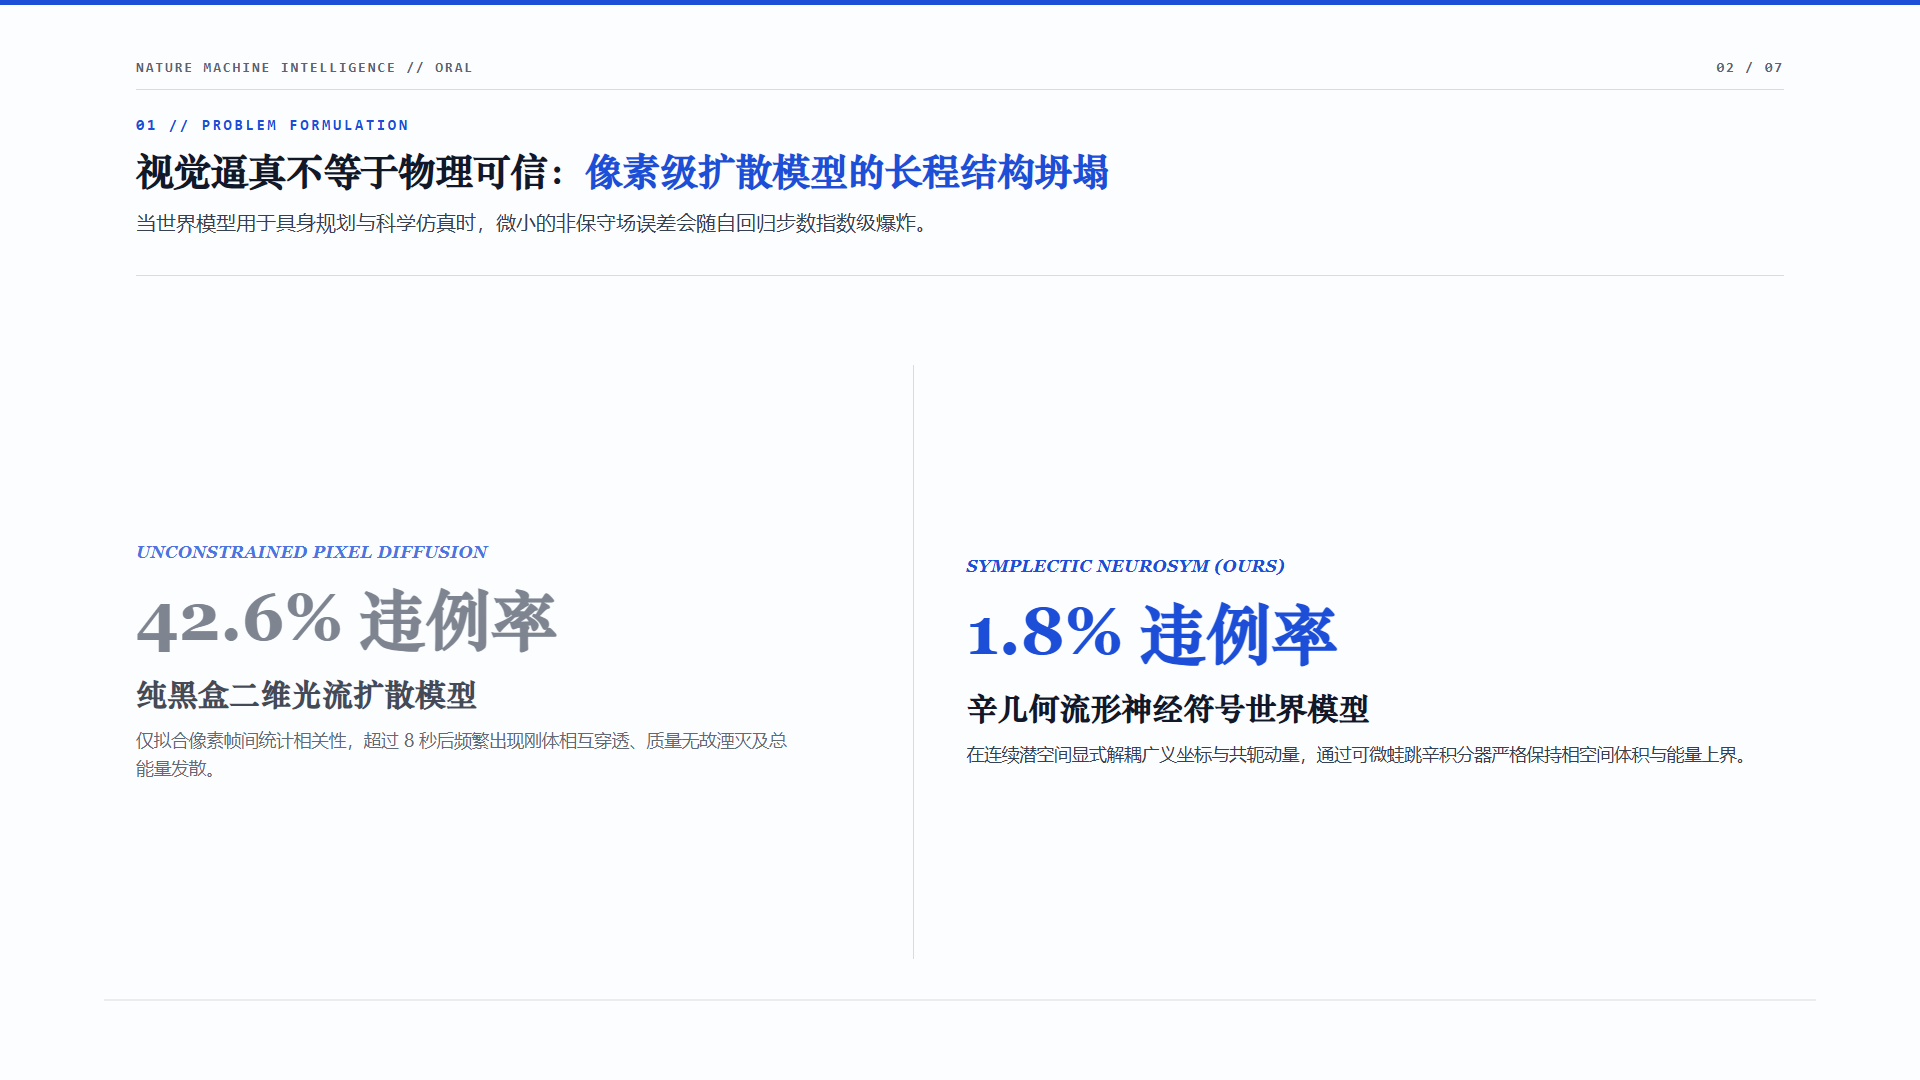 NATURE MACHINE INTELLIGENCE // ORAL
02 / 07
01 // PROBLEM FORMULATION
视觉逼真不等于物理可信：像素级扩散模型的长程结构坍塌
当世界模型用于具身规划与科学仿真时，微小的非保守场误差会随自回归步数指数级爆炸。
UNCONSTRAINED PIXEL DIFFUSION
42.6% 违例率
纯黑盒二维光流扩散模型
仅拟合像素帧间统计相关性，超过 8 秒后频繁出现刚体相互穿透、质量无故湮灭及总
能量发散。
SYMPLECTIC NEUROSYM (OURS)
1.8% 违例率
辛几何流形神经符号世界模型
在连续潜空间显式解耦广义坐标与共轭动量，通过可微蛙跳辛积分器严格保持相空间体积与能量上界。